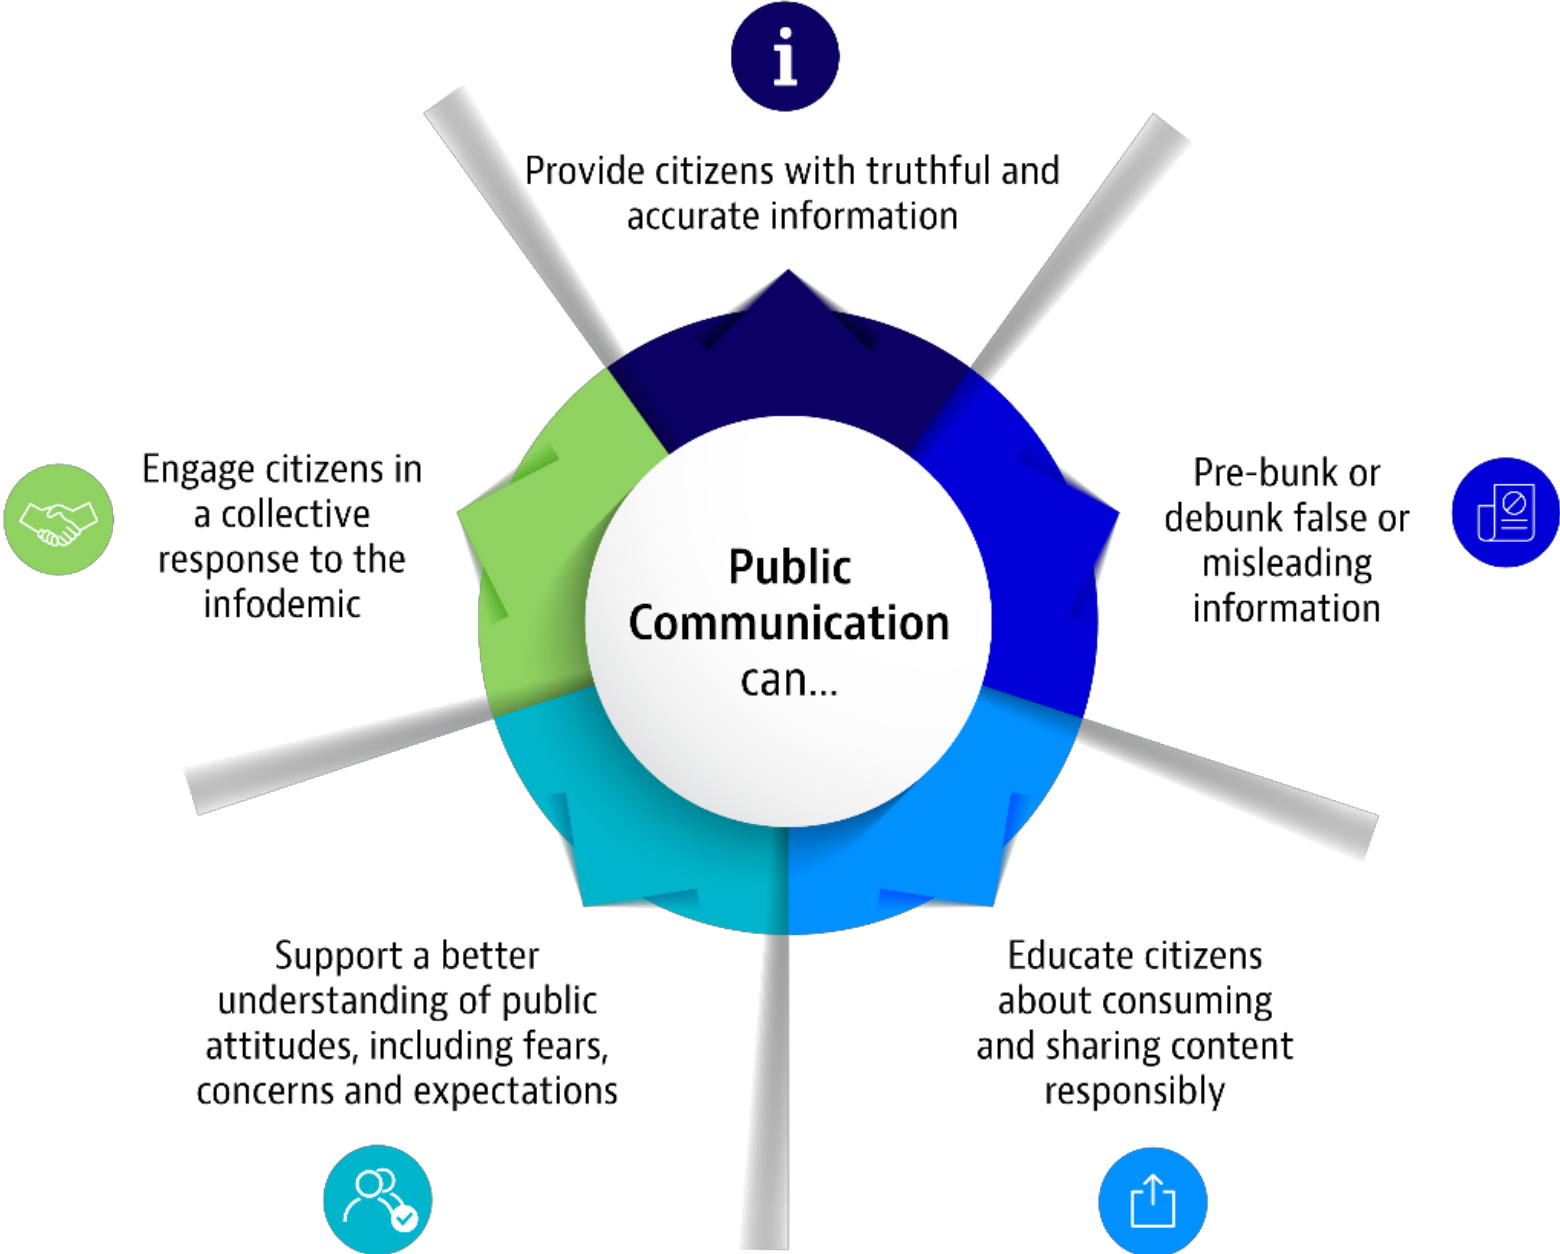 i
Provide citizens with truthful and
accurate information
Engage citizens in
a collective
response to the
infodemic
Public
Communication
can...
Pre-bunk or
debunk false or
misleading
information
Support a better
understanding of public
attitudes, including fears,
concerns and expectations
Educate citizens
about consuming
and sharing content
responsibly